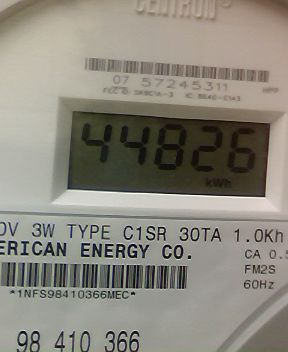 CENTRON
07 57245311
44826
kWh
3W TYPE C1SR 30TA 1.0Kh
ERICAN ENERGY CO.
CA 0.5
FM2S
60Hz
*1NFS98410366MEC*
98 410 366